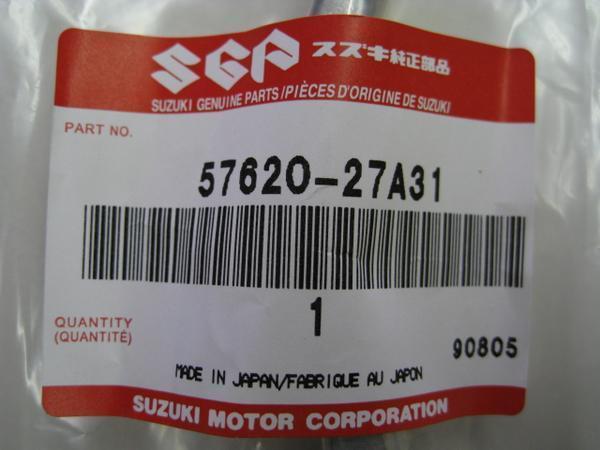 SGP スズキ純正部品
SUZUKI GENUINE PARTS/PIÈCES D'ORIGINE DE SUZUKI
PART NO.
57620-27A31
1
QUANTITY
(QUANTITÉ)
90805
MADE IN JAPAN/FABRIQUE AU JAPON
SUZUKI MOTOR CORPORATION